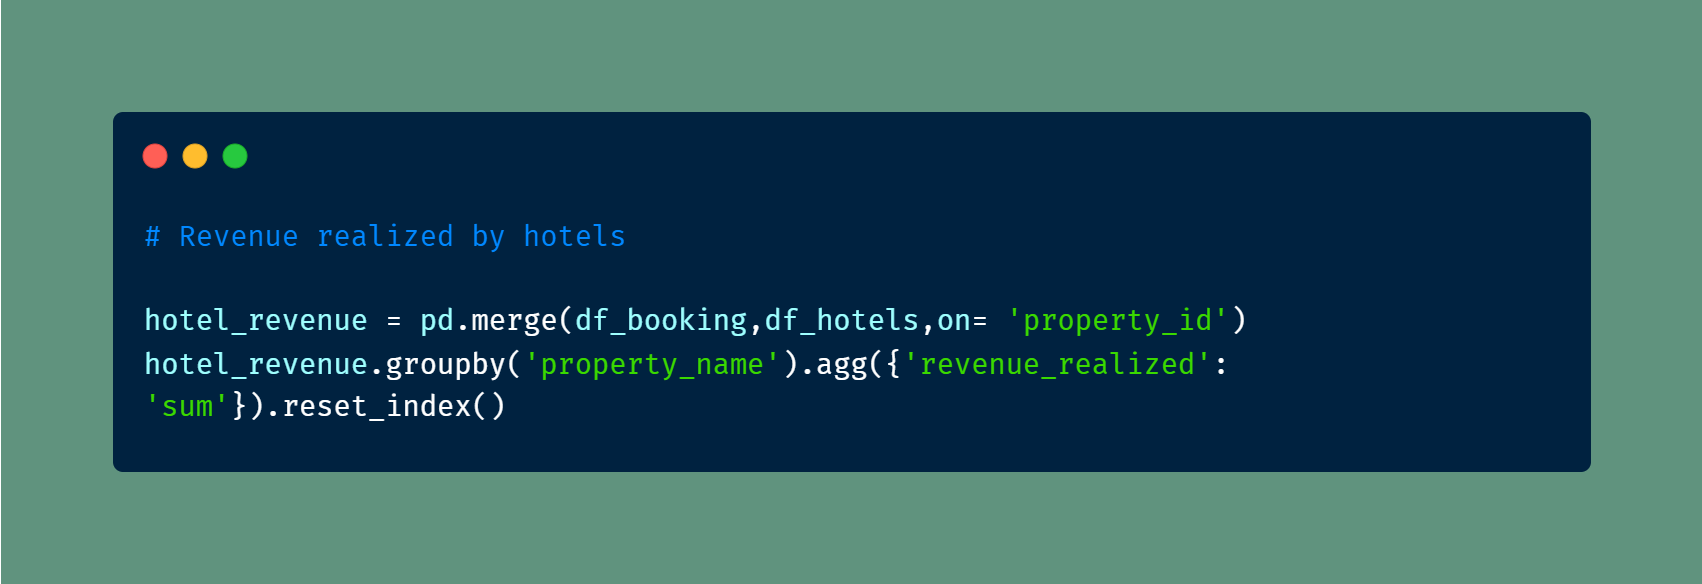 # Revenue realized by hotels
hotel_revenue = pd.merge(df_booking,df_hotels,on= 'property_id')
hotel_revenue.groupby('property_name').agg({'revenue_realized':
'sum'}).reset_index()